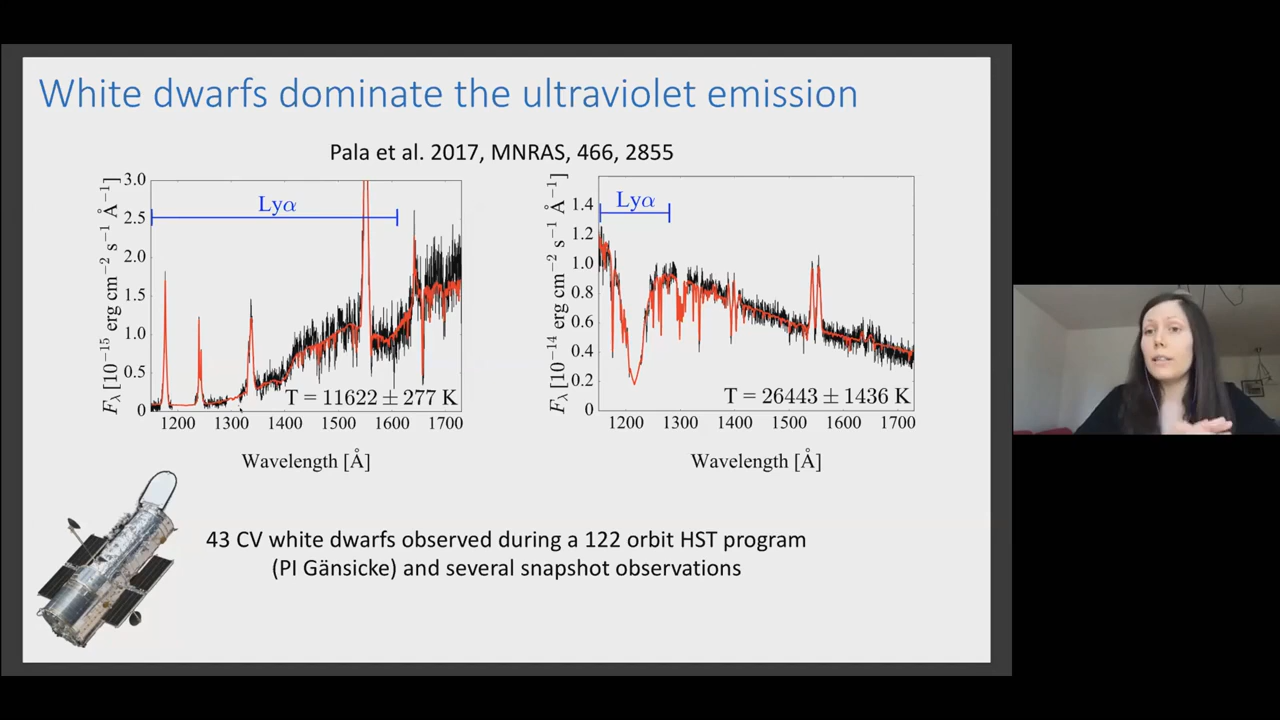 White dwarfs dominate the ultraviolet emission
Pala et al. 2017, MNRAS, 466, 2855
Fλ [10−15 erg cm−2 s−1 Å−1]
3.0
2.5
2.0
1.5
1.0
0.5
0
Lyα
T = 11622 ± 277 K
1200 1300 1400 1500 1600 1700
Wavelength [Å]
Fλ [10−14 erg cm−2 s−1 Å−1]
1.4
1.2
1.0
0.8
0.6
0.4
0.2
0
Lyα
T = 26443 ± 1436 K
1200 1300 1400 1500 1600 1700
Wavelength [Å]
43 CV white dwarfs observed during a 122 orbit HST program
(PI Gänsicke) and several snapshot observations